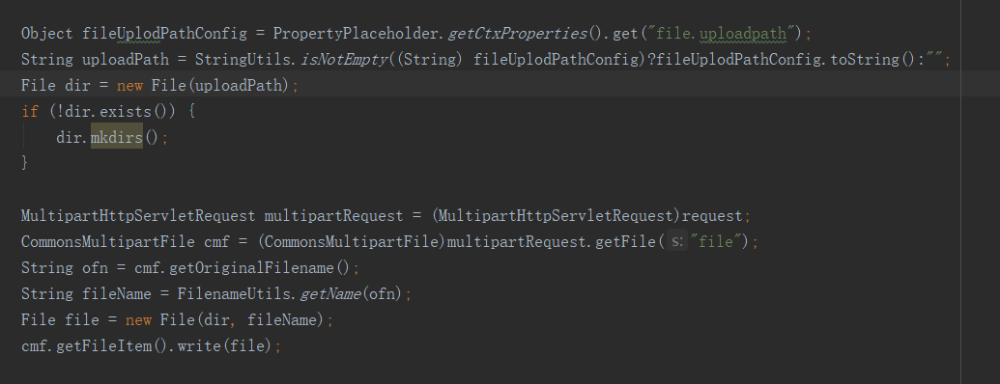 Object fileUplodPathConfig = PropertyPlaceholder.getCtxProperties().get("file.uploadpath");
String uploadPath = StringUtils.isNotEmpty((String) fileUplodPathConfig)?fileUplodPathConfig.toString():"";
File dir = new File(uploadPath);
if (!dir.exists()) {
    dir.mkdirs();
}
MultipartHttpServletRequest multipartRequest = (MultipartHttpServletRequest)request;
CommonsMultipartFile cmf = (CommonsMultipartFile)multipartRequest.getFile( s: "file");
String ofn = cmf.getOriginalFilename();
String fileName = FilenameUtils.getName(ofn);
File file = new File(dir, fileName);
cmf.getFileItem().write(file);